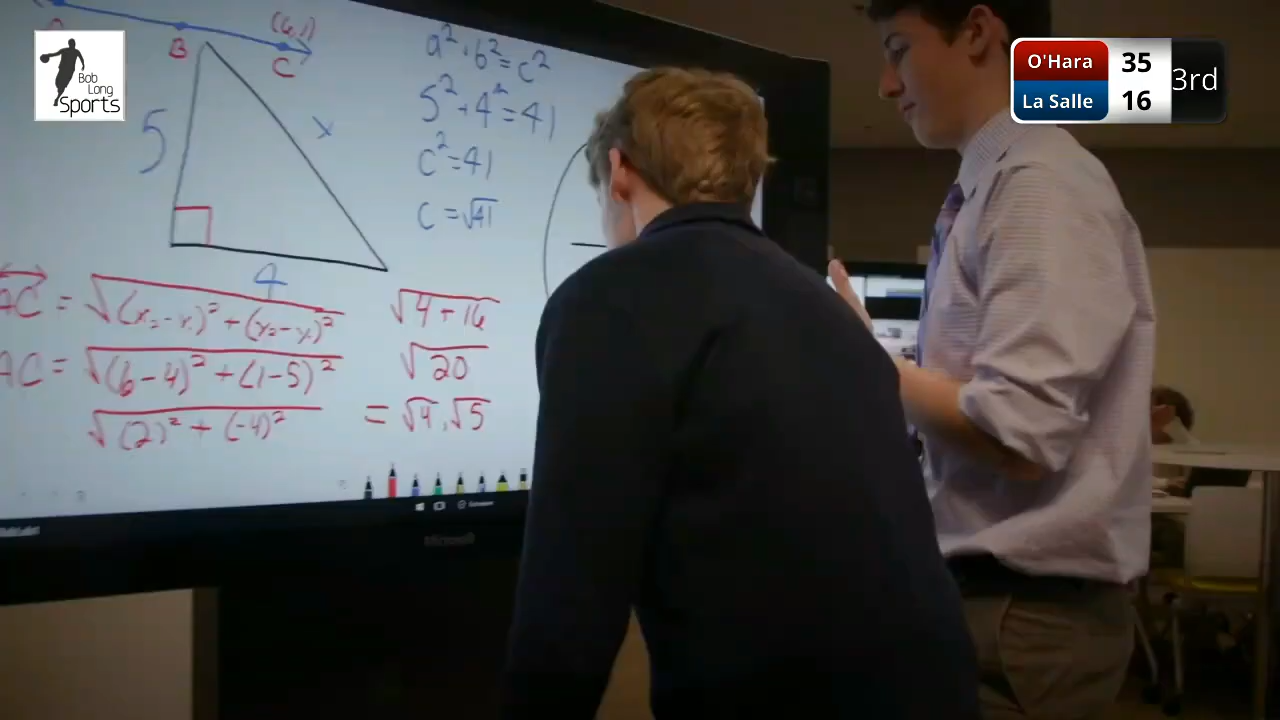 (6,1)
B
C
5
x
4
a² + b² = c²
5² + 4² = 41
c² = 41
c = √41
AC = √(x₂ - x₁)² + (y₂ - y₁)²
AC = √(6 - 4)² + (1 - 5)²
√(2)² + (-4)²
√4 + 16
√20
= √4 . √5
Microsoft
Bob
Long
Sports
O'Hara 35
La Salle 16
3rd